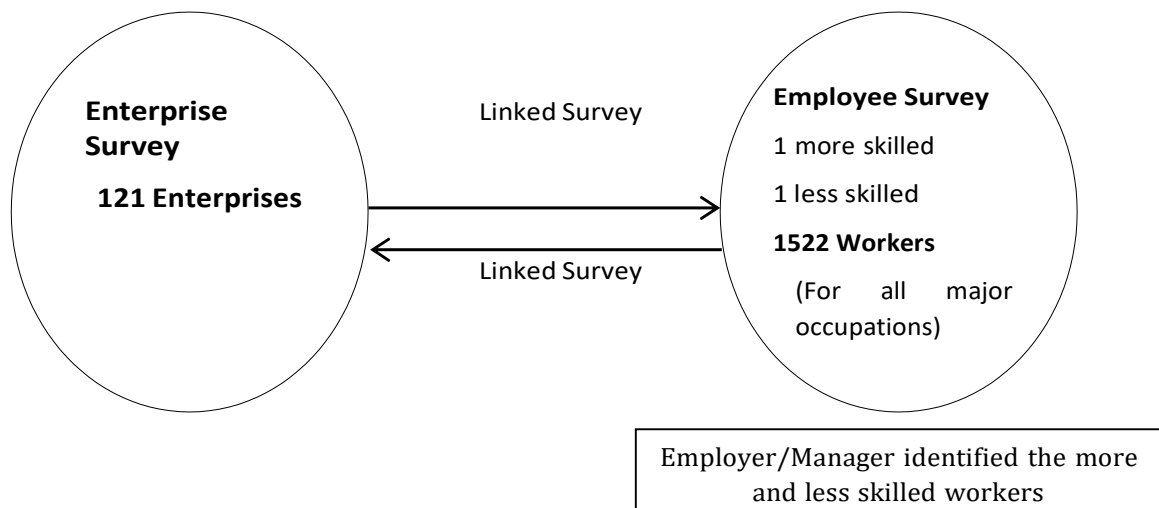 Enterprise
Survey
121 Enterprises
Linked Survey
Linked Survey
Employee Survey
1 more skilled
1 less skilled
1522 Workers
(For all major
occupations)
Employer/Manager identified the more
and less skilled workers